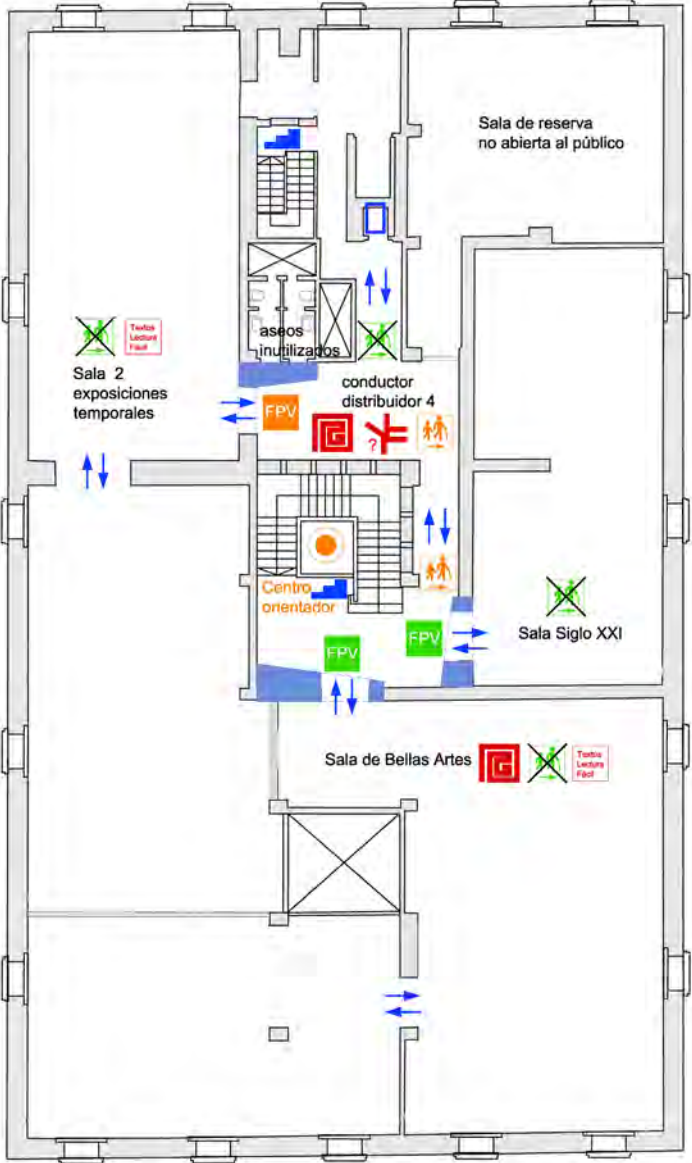 Sala de reserva
no abierta al público
Textos
Lectura
Fácil
Sala 2
exposiciones
temporales
aseos
inutilizados
conductor
distribuidor 4
FPV
?
Centro
orientador
FPV
FPV
Sala Siglo XXI
Sala de Bellas Artes
Textos
Lectura
Fácil